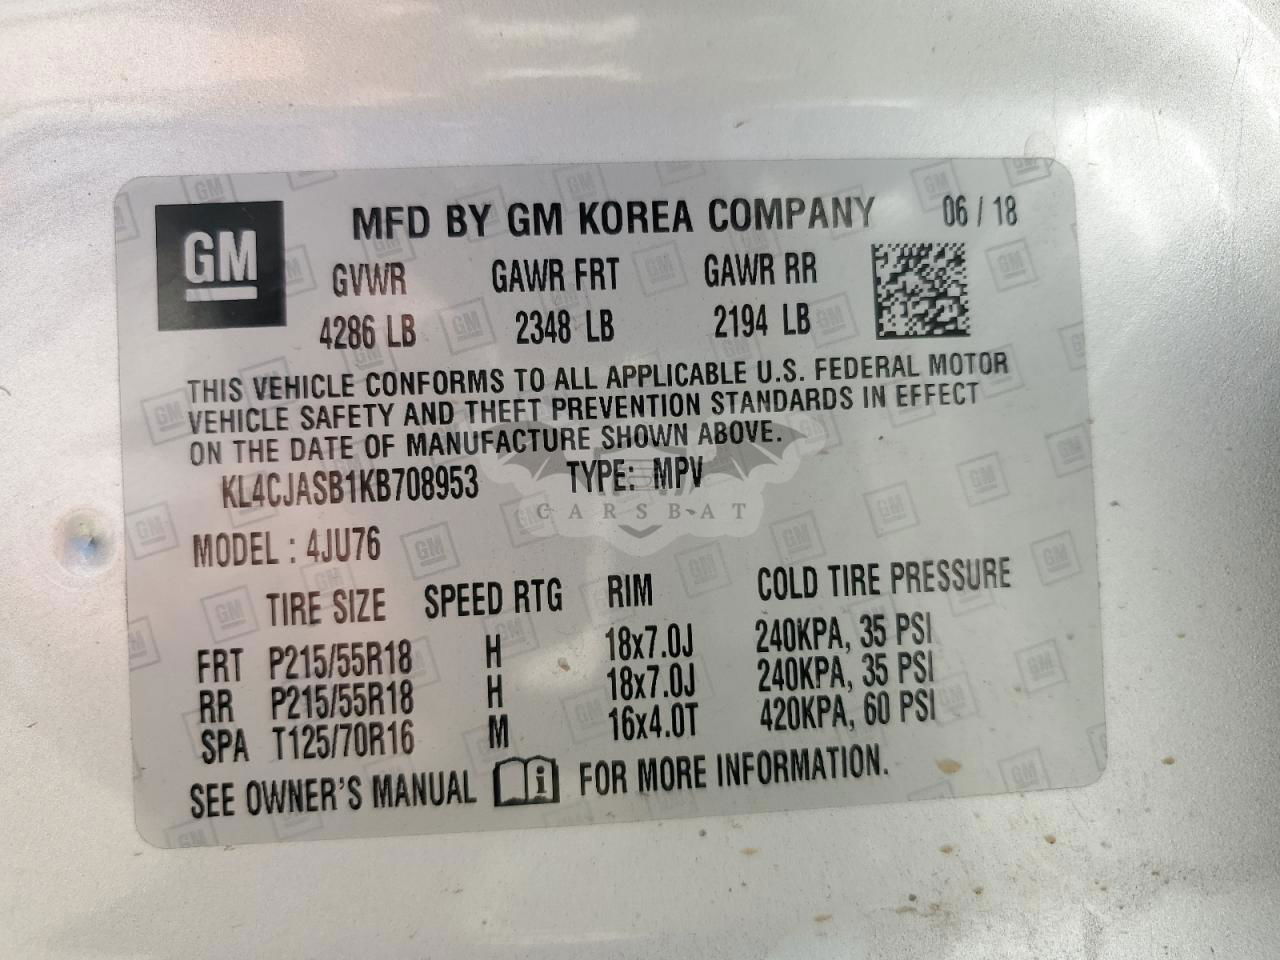 GM
MFD BY GM KOREA COMPANY 06 / 18
GVWR GAWR FRT GAWR RR
4286 LB 2348 LB 2194 LB
THIS VEHICLE CONFORMS TO ALL APPLICABLE U.S. FEDERAL MOTOR
VEHICLE SAFETY AND THEFT PREVENTION STANDARDS IN EFFECT
ON THE DATE OF MANUFACTURE SHOWN ABOVE.
KL4CJASB1KB708953 TYPE: MPV
CARSBAT
MODEL : 4JU76
TIRE SIZE SPEED RTG RIM COLD TIRE PRESSURE
FRT P215/55R18 H 18x7.0J 240KPA, 35 PSI
RR P215/55R18 H 18x7.0J 240KPA, 35 PSI
SPA T125/70R16 M 16x4.0T 420KPA, 60 PSI
SEE OWNER'S MANUAL i FOR MORE INFORMATION.